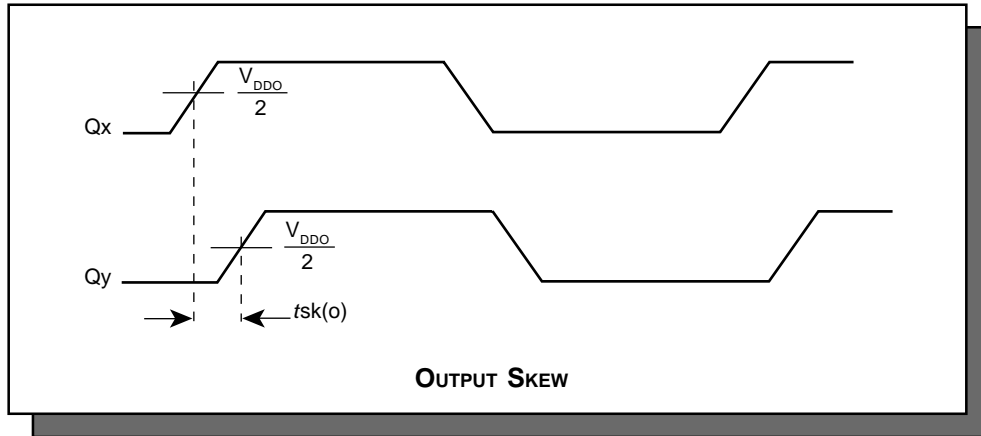 V_DDO
2
Qx
V_DDO
2
Qy
tsk(o)
OUTPUT SKEW